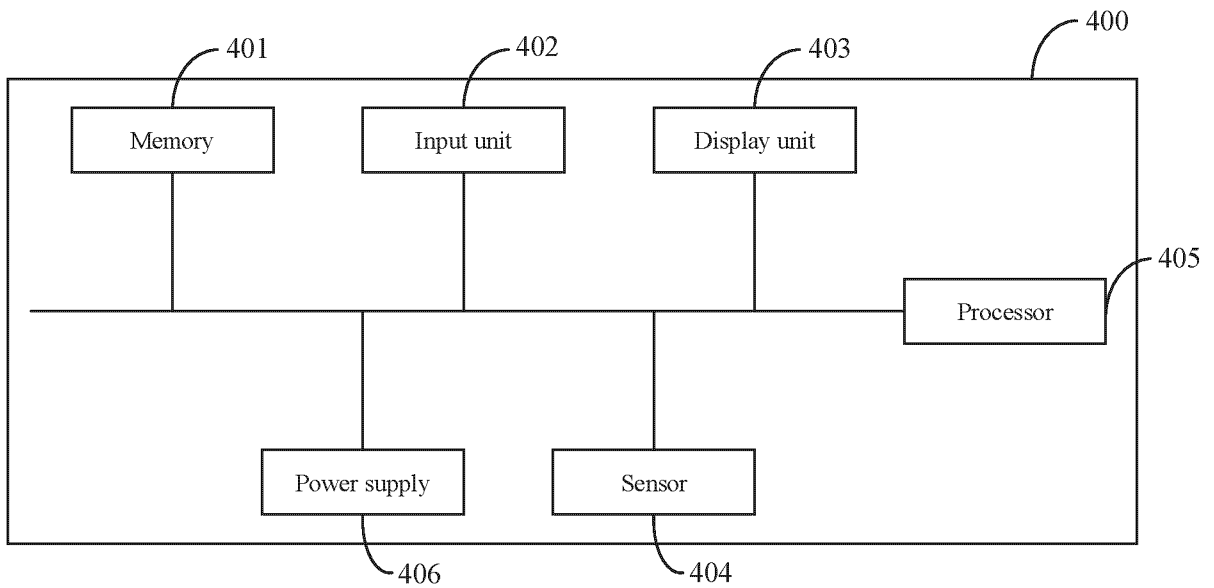 400
401
402
403
Memory
Input unit
Display unit
405
Processor
Power supply
Sensor
406
404